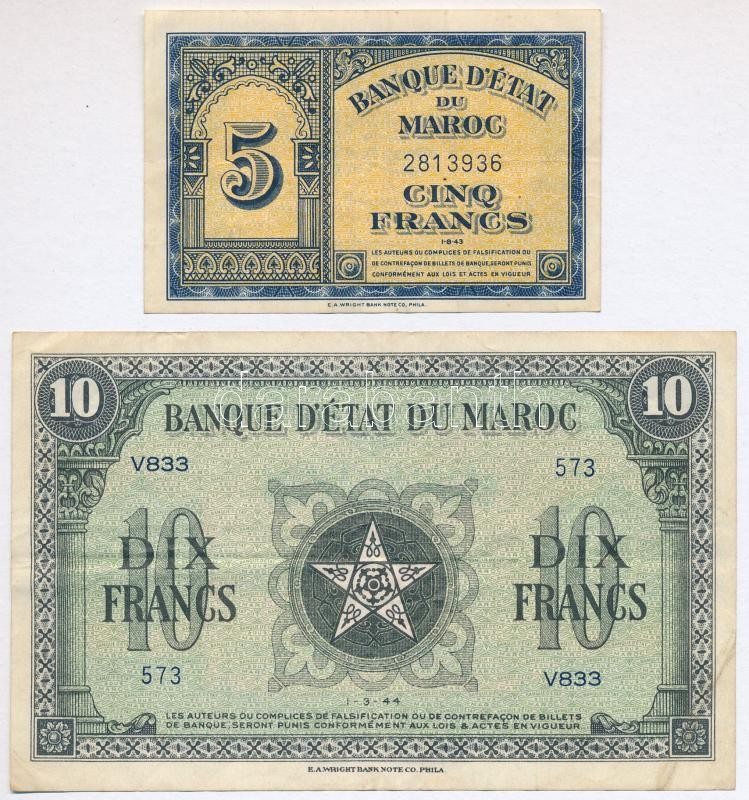 5
BANQUE D'ÉTAT
DU
MAROC
2813936
CINQ
FRANCS
1-8-43
LES AUTEURS OU COMPLICES DE FALSIFICATION OU
DE CONTREFAÇON DE BILLETS DE BANQUE, SERONT PUNIS
CONFORMÉMENT AUX LOIS ET ACTES EN VIGUEUR
E.A. WRIGHT BANK NOTE CO., PHILA.
10 10
BANQUE D'ÉTAT DU MAROC
darabanth
V833 573
10 10
DIX DIX
FRANCS FRANCS
573 V833
3-44
LES AUTEURS OU COMPLICES DE FALSIFICATION OU DE CONTREFAÇON DE BILLETS
DE BANQUE, SERONT PUNIS CONFORMÉMENT AUX LOIS & ACTES EN VIGUEUR.
E.A. WRIGHT BANK NOTE CO. PHILA.